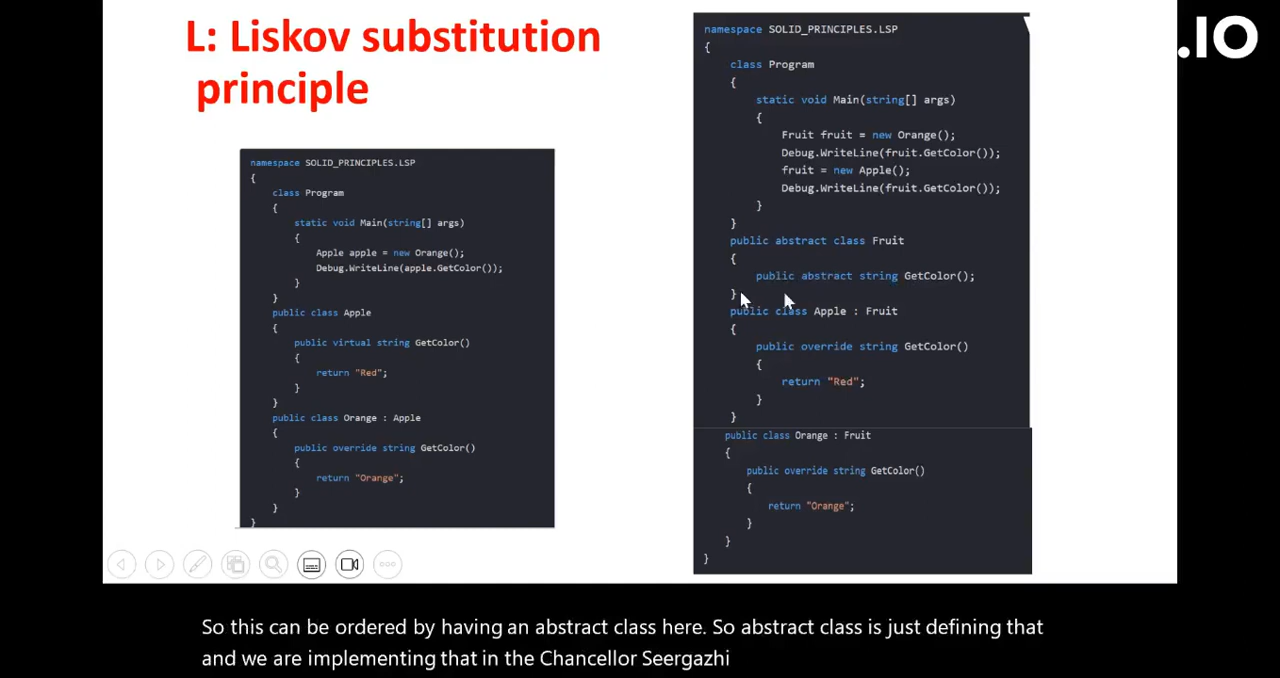 L: Liskov substitution
principle
namespace SOLID_PRINCIPLES.LSP
{
class Program
{
static void Main(string[] args)
{
Apple apple = new Orange();
Debug.WriteLine(apple.GetColor());
}
}
public class Apple
{
public virtual string GetColor()
{
return "Red";
}
}
public class Orange : Apple
{
public override string GetColor()
{
return "Orange";
}
}
}
namespace SOLID_PRINCIPLES.LSP
{
class Program
{
static void Main(string[] args)
{
Fruit fruit = new Orange();
Debug.WriteLine(fruit.GetColor());
fruit = new Apple();
Debug.WriteLine(fruit.GetColor());
}
}
public abstract class Fruit
{
public abstract string GetColor();
}
public class Apple : Fruit
{
public override string GetColor()
{
return "Red";
}
}
public class Orange : Fruit
{
public override string GetColor()
{
return "Orange";
}
}
}
.IO
So this can be ordered by having an abstract class here. So abstract class is just defining that
and we are implementing that in the Chancellor Seergazhi